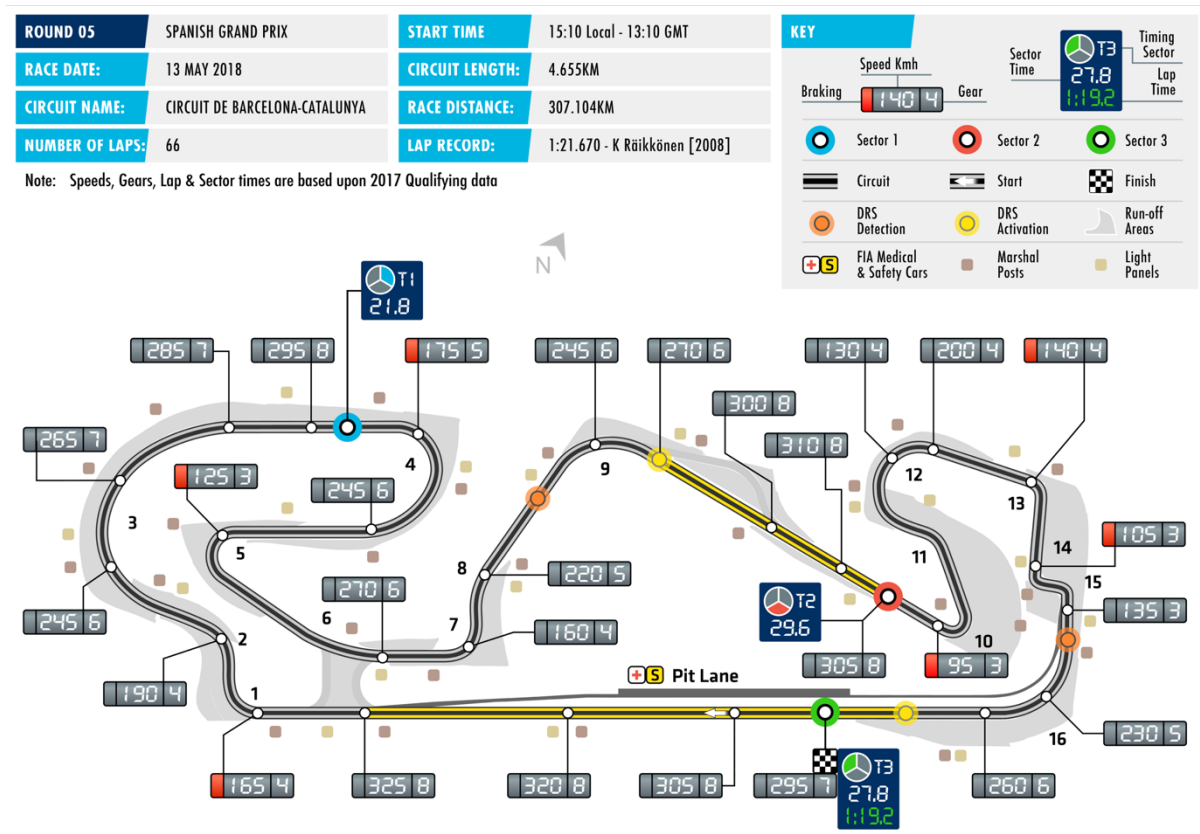 ROUND 05 SPANISH GRAND PRIX
RACE DATE: 13 MAY 2018
CIRCUIT NAME: CIRCUIT DE BARCELONA-CATALUNYA
NUMBER OF LAPS: 66
START TIME 15:10 Local - 13:10 GMT
CIRCUIT LENGTH: 4.655KM
RACE DISTANCE: 307.104KM
LAP RECORD: 1:21.670 - K Räikkönen [2008]
Note: Speeds, Gears, Lap & Sector times are based upon 2017 Qualifying data
KEY
Speed Kmh
Braking 140 4 Gear
Sector Time
T3
27.8
1:19.2
Timing Sector
Lap Time
Sector 1
Sector 2
Sector 3
Circuit
Start
Finish
DRS Detection
DRS Activation
Run-off Areas
S
FIA Medical & Safety Cars
Marshal Posts
Light Panels
N
T1
21.8
285 7
295 8
175 5
245 6
270 6
130 4
200 4
140 4
300 8
310 8
265 7
125 3
245 6
9
4
12
13
3
5
11
14
105 3
8
220 5
15
270 6
T2
29.6
135 3
245 6
6
7
160 4
2
10
305 8
95 3
190 4
S Pit Lane
1
16
230 5
165 4
325 8
320 8
305 8
295 7
T3
27.8
1:19.2
260 6